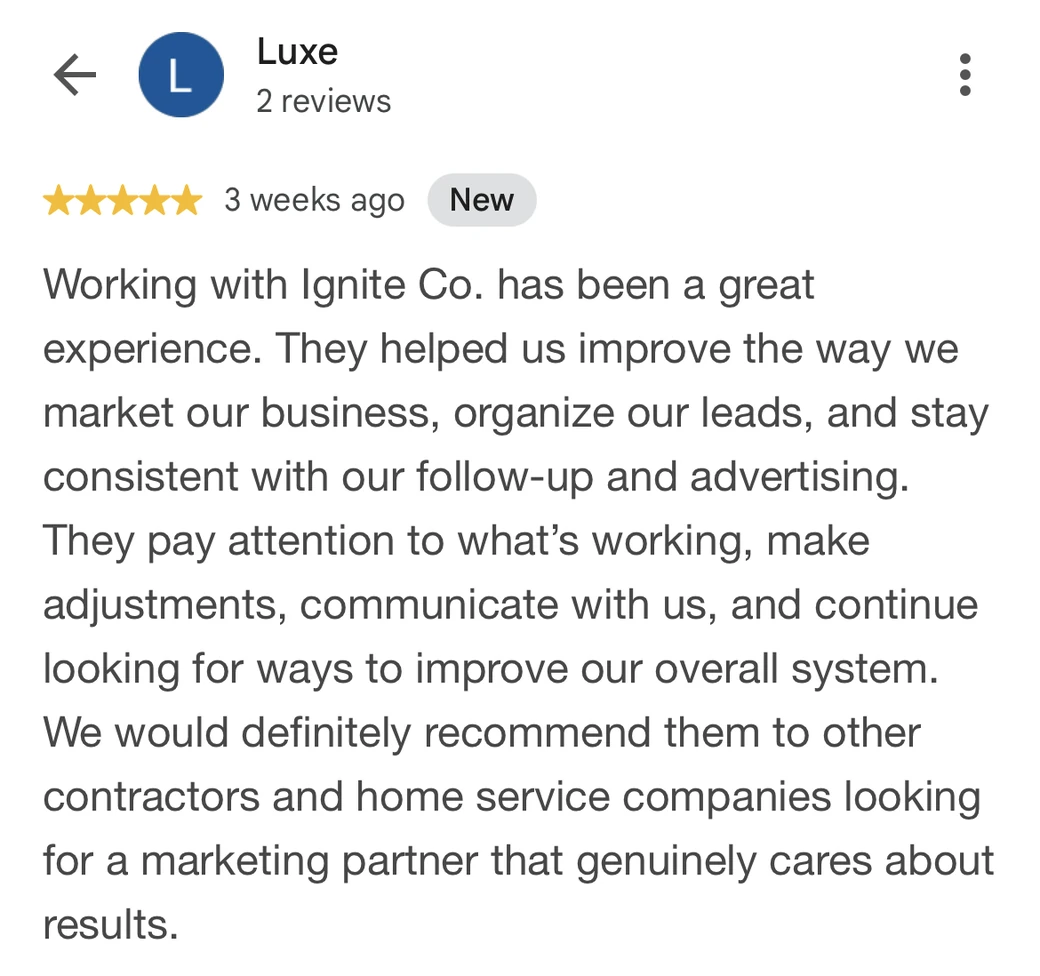 L
Luxe
2 reviews
3 weeks ago New
Working with Ignite Co. has been a great
experience. They helped us improve the way we
market our business, organize our leads, and stay
consistent with our follow-up and advertising.
They pay attention to what’s working, make
adjustments, communicate with us, and continue
looking for ways to improve our overall system.
We would definitely recommend them to other
contractors and home service companies looking
for a marketing partner that genuinely cares about
results.